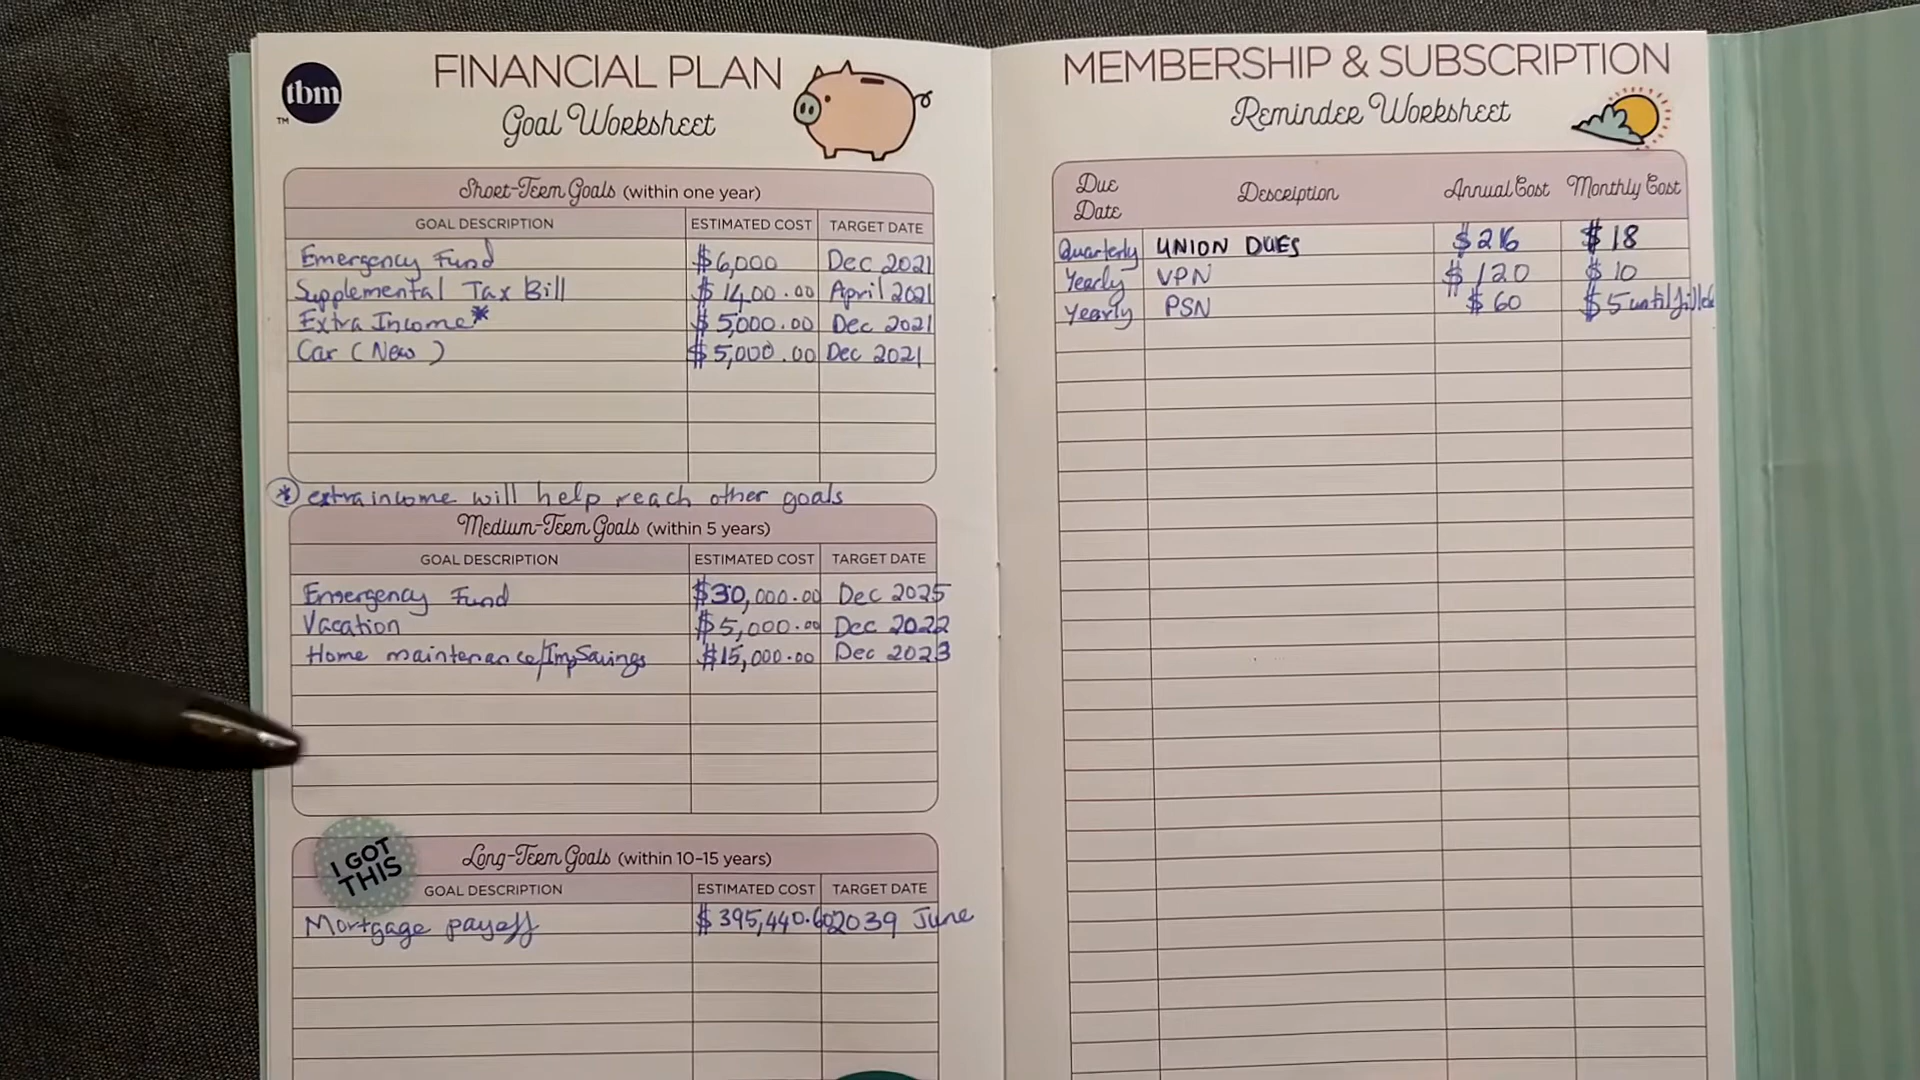 tbm
TM
FINANCIAL PLAN
Goal Worksheet
Short-Term Goals (within one year)
GOAL DESCRIPTION ESTIMATED COST TARGET DATE
Emergency Fund $6,000 Dec 2021
Supplemental Tax Bill $1400.00 April 2021
Extra Income* $5,000.00 Dec 2021
Car (New) $5,000.00 Dec 2021
* extra income will help reach other goals
Medium-Term Goals (within 5 years)
GOAL DESCRIPTION ESTIMATED COST TARGET DATE
Emergency Fund $30,000.00 Dec 2025
Vacation $5,000.00 Dec 2022
Home maintenance/Imp Savings $15,000.00 Dec 2023
I GOT
THIS
Long-Term Goals (within 10-15 years)
GOAL DESCRIPTION ESTIMATED COST TARGET DATE
Mortgage payoff $395,440.60 2039 June
MEMBERSHIP & SUBSCRIPTION
Reminder Worksheet
Due Date Description Annual Cost Monthly Cost
Quarterly UNION DUES $216 $18
Yearly VPN $120 $10
Yearly PSN $60 $5 until filled